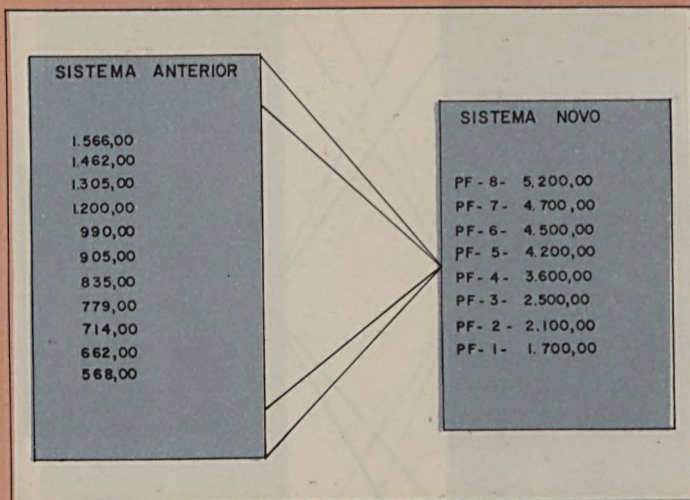 SISTEMA ANTERIOR
1.566,00
1.462,00
1.305,00
1.200,00
990,00
905,00
835,00
779,00
714,00
662,00
568,00
SISTEMA NOVO
PF - 8 - 5.200,00
PF - 7 - 4.700,00
PF - 6 - 4.500,00
PF - 5 - 4.200,00
PF - 4 - 3.600,00
PF - 3 - 2.500,00
PF - 2 - 2.100,00
PF - 1 - 1.700,00